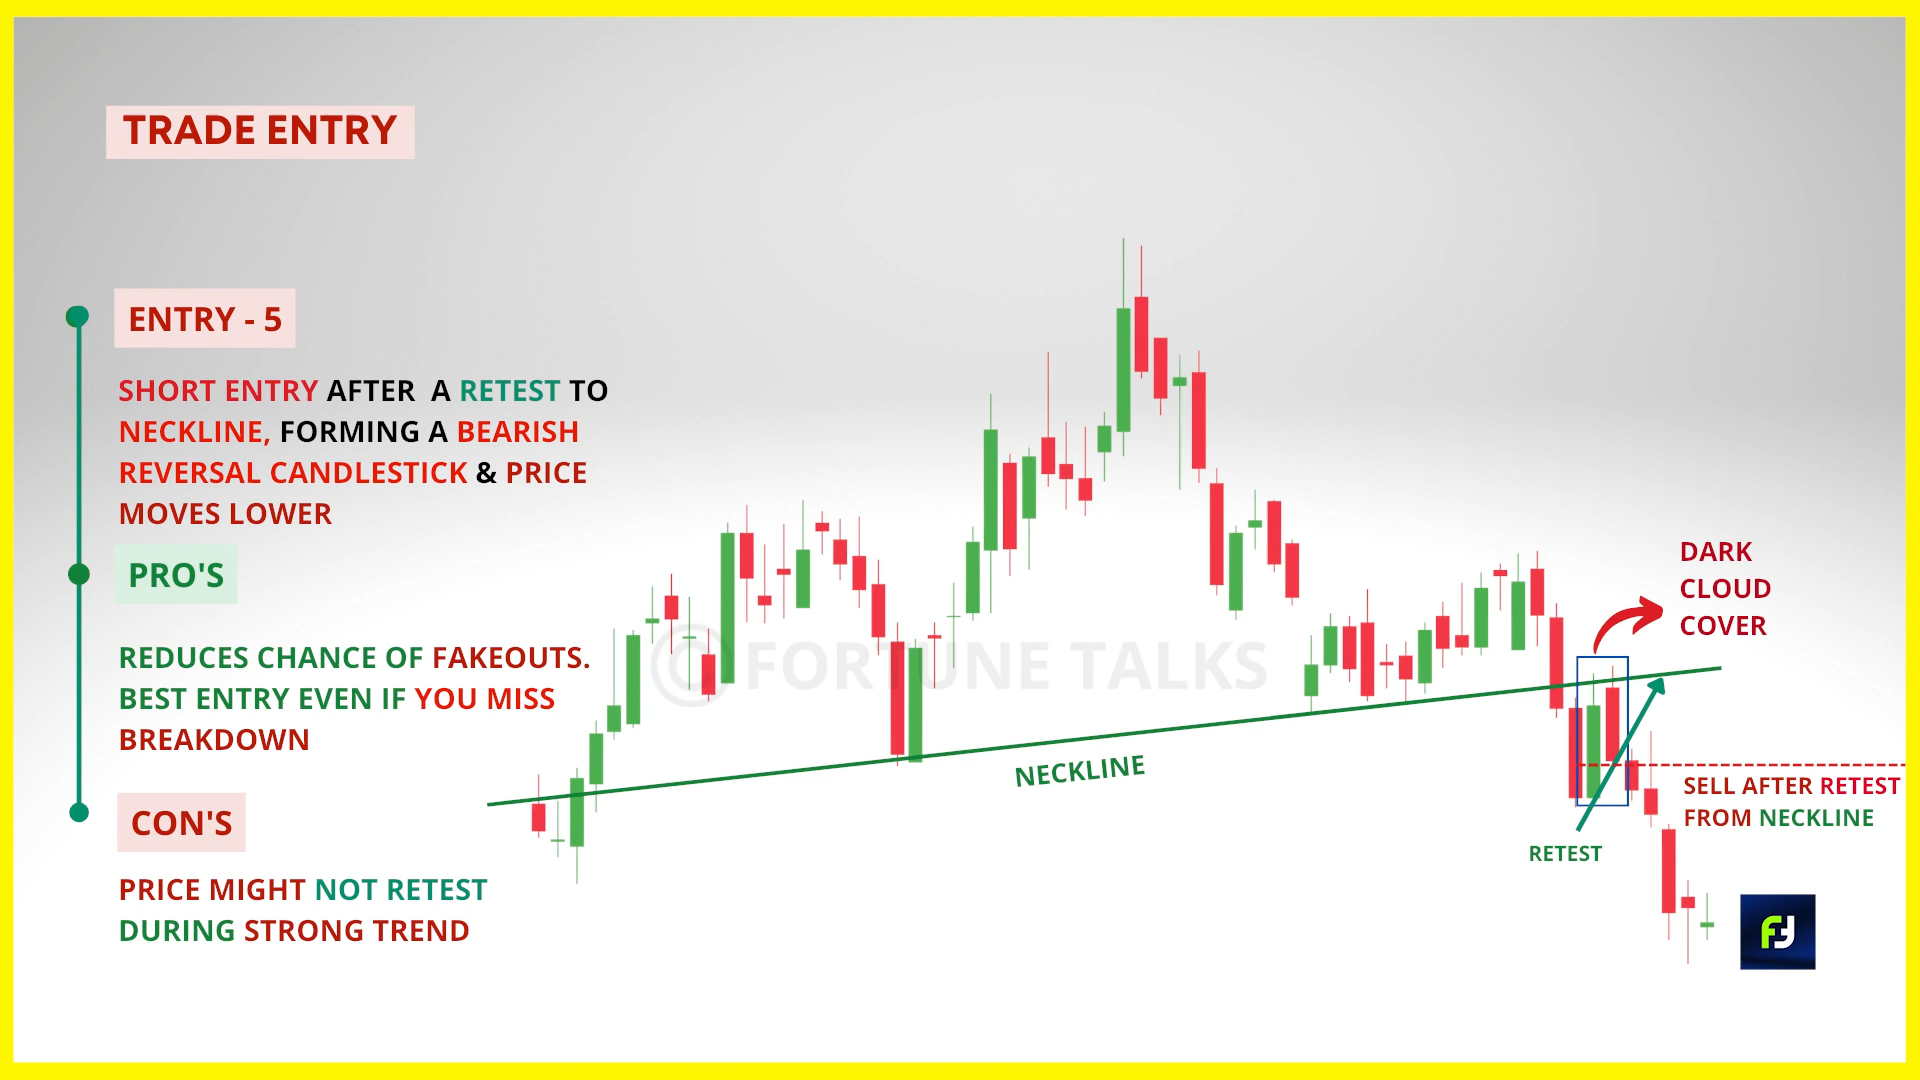 TRADE ENTRY
ENTRY - 5
SHORT ENTRY AFTER A RETEST TO
NECKLINE, FORMING A BEARISH
REVERSAL CANDLESTICK & PRICE
MOVES LOWER
PRO'S
REDUCES CHANCE OF FAKEOUTS.
BEST ENTRY EVEN IF YOU MISS
BREAKDOWN
CON'S
PRICE MIGHT NOT RETEST
DURING STRONG TREND
© FORTUNE TALKS
NECKLINE
DARK
CLOUD
COVER
SELL AFTER RETEST
FROM NECKLINE
RETEST